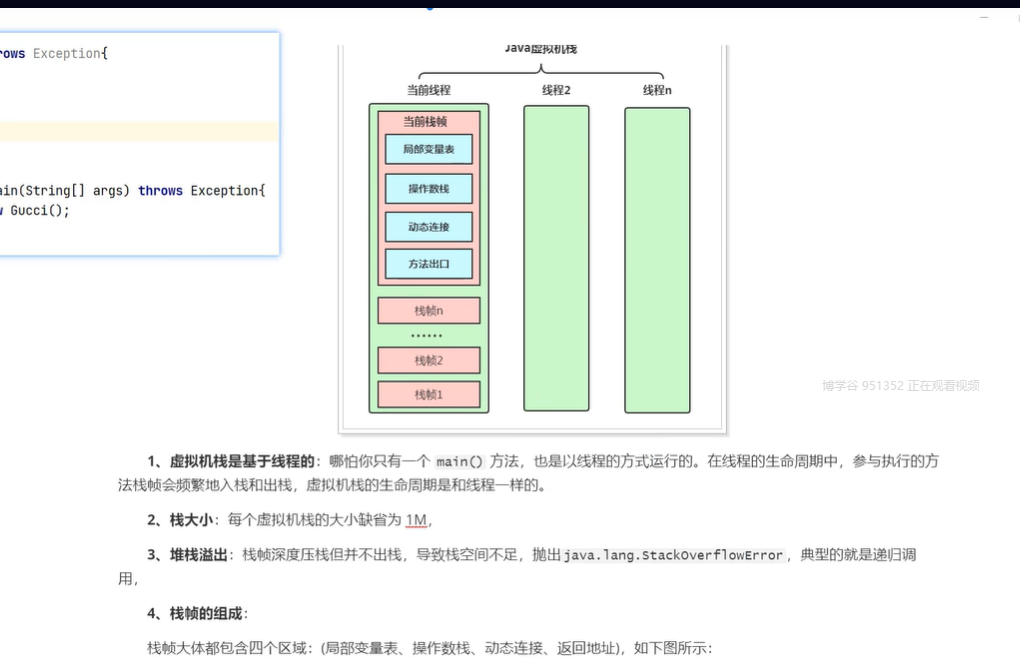 rows Exception{
ain(String[] args) throws Exception{
Gucci();
Java虚拟机栈
当前线程
线程2
线程n
当前栈帧
局部变量表
操作数栈
动态连接
方法出口
栈帧n
······
栈帧2
栈帧1
博学谷 951352 正在观看视频
1、虚拟机栈是基于线程的：哪怕你只有一个 main() 方法，也是以线程的方式运行的。在线程的生命周期中，参与执行的方
法栈帧会频繁地入栈和出栈，虚拟机栈的生命周期是和线程一样的。
2、栈大小：每个虚拟机栈的大小缺省为 1M，
3、堆栈溢出：栈帧深度压栈但并不出栈，导致栈空间不足，抛出java.lang.StackOverflowError，典型的就是递归调
用，
4、栈帧的组成：
栈帧大体都包含四个区域：(局部变量表、操作数栈、动态连接、返回地址)，如下图所示：